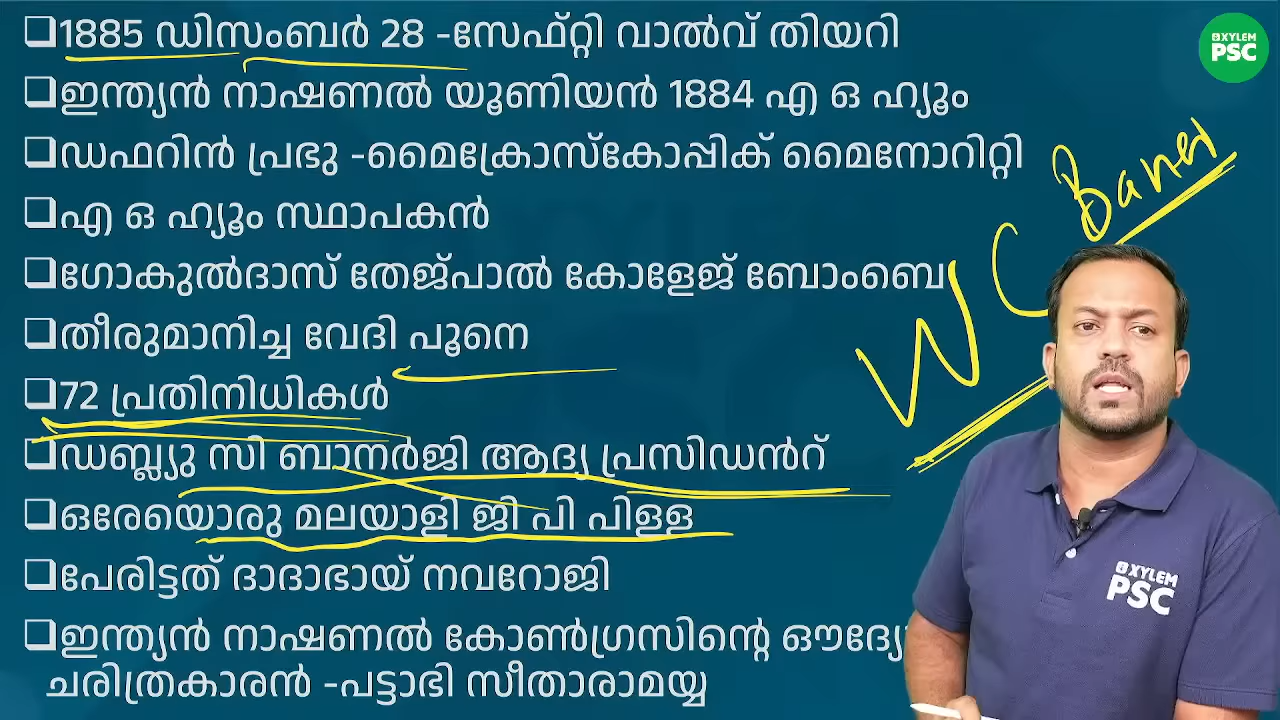 ❑1885 ഡിസംബർ 28 -സേഫ്റ്റി വാൽവ് തിയറി
❑ഇന്ത്യൻ നാഷണൽ യൂണിയൻ 1884 എ ഒ ഹ്യൂം
❑ഡഫറിൻ പ്രഭു -മൈക്രോസ്കോപ്പിക് മൈനോറിറ്റി
❑എ ഒ ഹ്യൂം സ്ഥാപകൻ
❑ഗോകുൽദാസ് തേജ്പാൽ കോളേജ് ബോംബെ
❑തീരുമാനിച്ച വേദി പൂനെ
❑72 പ്രതിനിധികൾ
❑ഡബ്ല്യു സി ബാനർജി ആദ്യ പ്രസിഡൻറ്
❑ഒരേയൊരു മലയാളി ജി പി പിള്ള
❑പേരിട്ടത് ദാദാഭായ് നവറോജി
❑ഇന്ത്യൻ നാഷണൽ കോൺഗ്രസിന്റെ
ചരിത്രകാരൻ -പട്ടാഭി സീതാരാമയ്യ
W C Baner
XYLEM
PSC
XYLEM
PSC